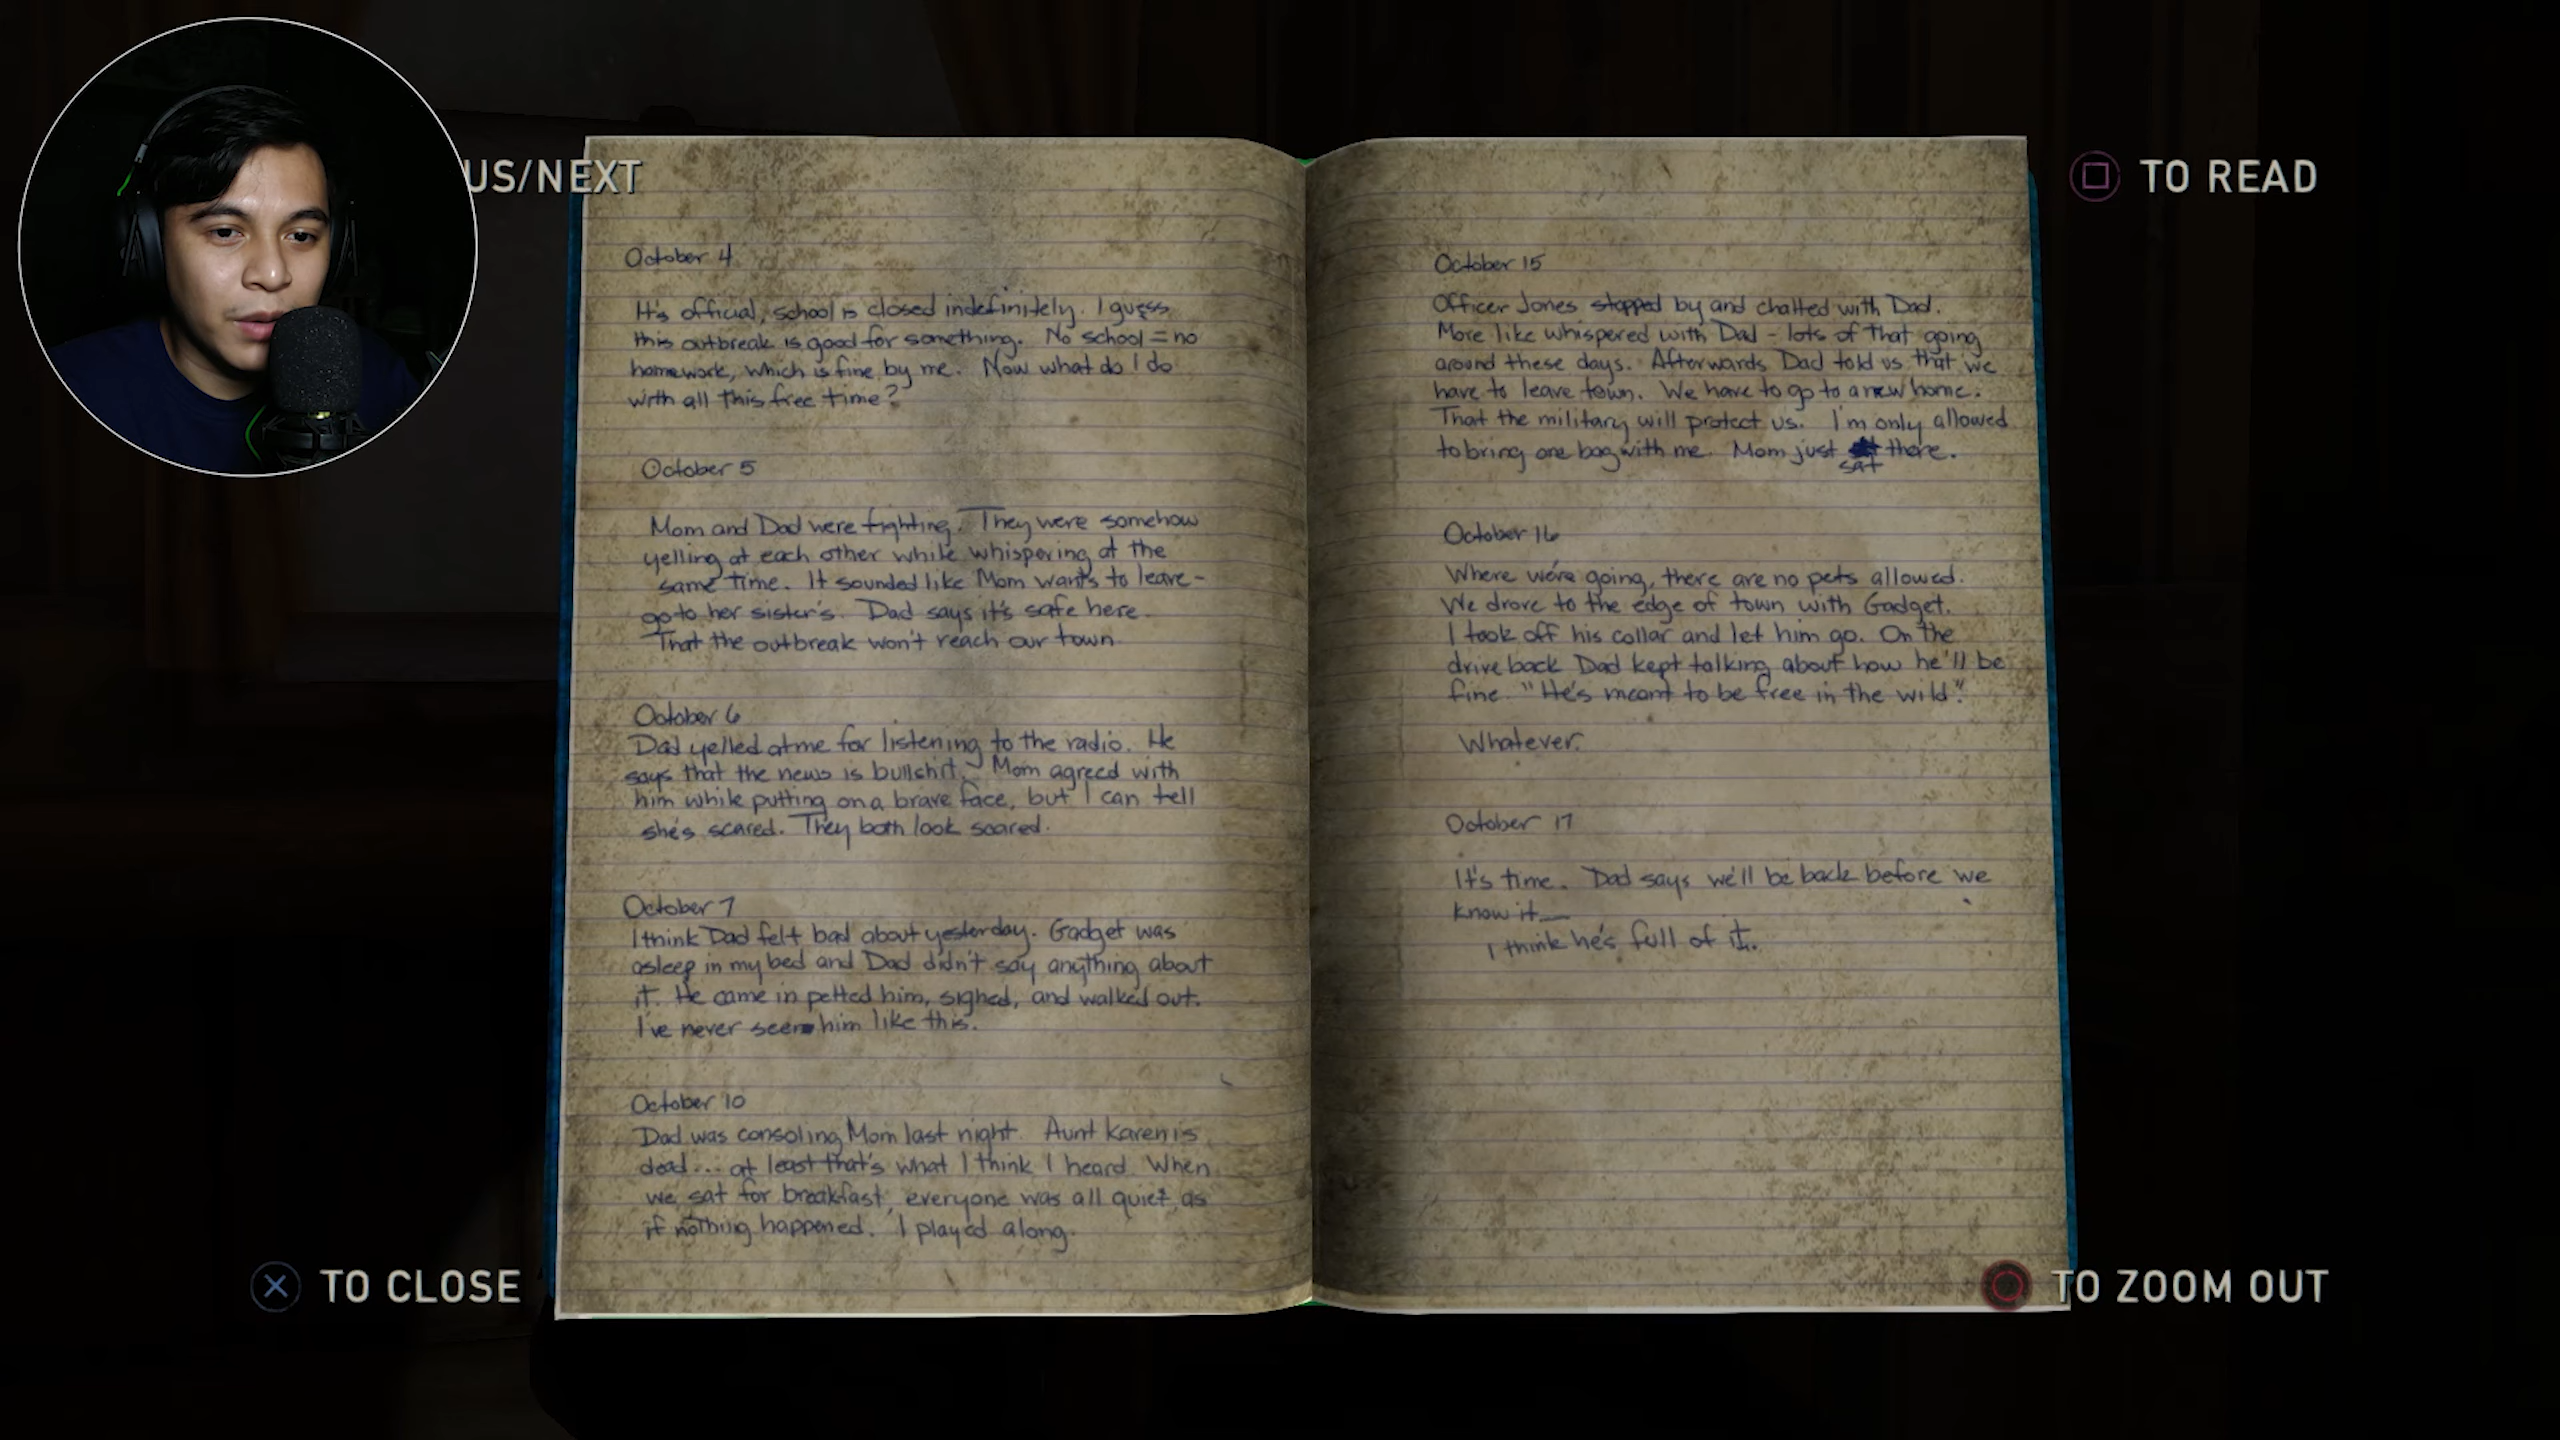 US/NEXT
TO READ
October 4
It's official, school is closed indefinitely. I guess
this outbreak is good for something. No school = no
homework, which is fine by me. Now what do I do
with all this free time?
October 5
Mom and Dad were fighting. They were somehow
yelling at each other while whispering at the
same time. It sounded like Mom wants to leave-
go to her sister's. Dad says it's safe here.
That the outbreak won't reach our town
October 6
Dad yelled at me for listening to the radio. He
says that the news is bullshit. Mom agreed with
him while putting on a brave face, but I can tell
she's scared. They both look scared.
October 7
I think Dad felt bad about yesterday. Gadget was
asleep in my bed and Dad didn't say anything about
it. He came in petted him, sighed, and walked out.
I've never seen him like this.
October 10
Dad was consoling Mom last night. Aunt Karen is
dead... at least that's what I think I heard. When
we sat for breakfast, everyone was all quiet, as
if nothing happened. I played along.
October 15
Officer Jones stopped by and chatted with Dad.
More like whispered with Dad - lots of that going
around these days. Afterwards Dad told us that we
have to leave town. We have to go to a new home.
That the military will protect us. I'm only allowed
to bring one bag with me. Mom just sat there.
October 16
Where we're going, there are no pets allowed.
We drove to the edge of town with Gadget.
I took off his collar and let him go. On the
drive back Dad kept talking about how he'll be
fine. "He's meant to be free in the wild."
Whatever.
October 17
It's time. Dad says we'll be back before we
know it—
I think he's full of it.
TO CLOSE
TO ZOOM OUT